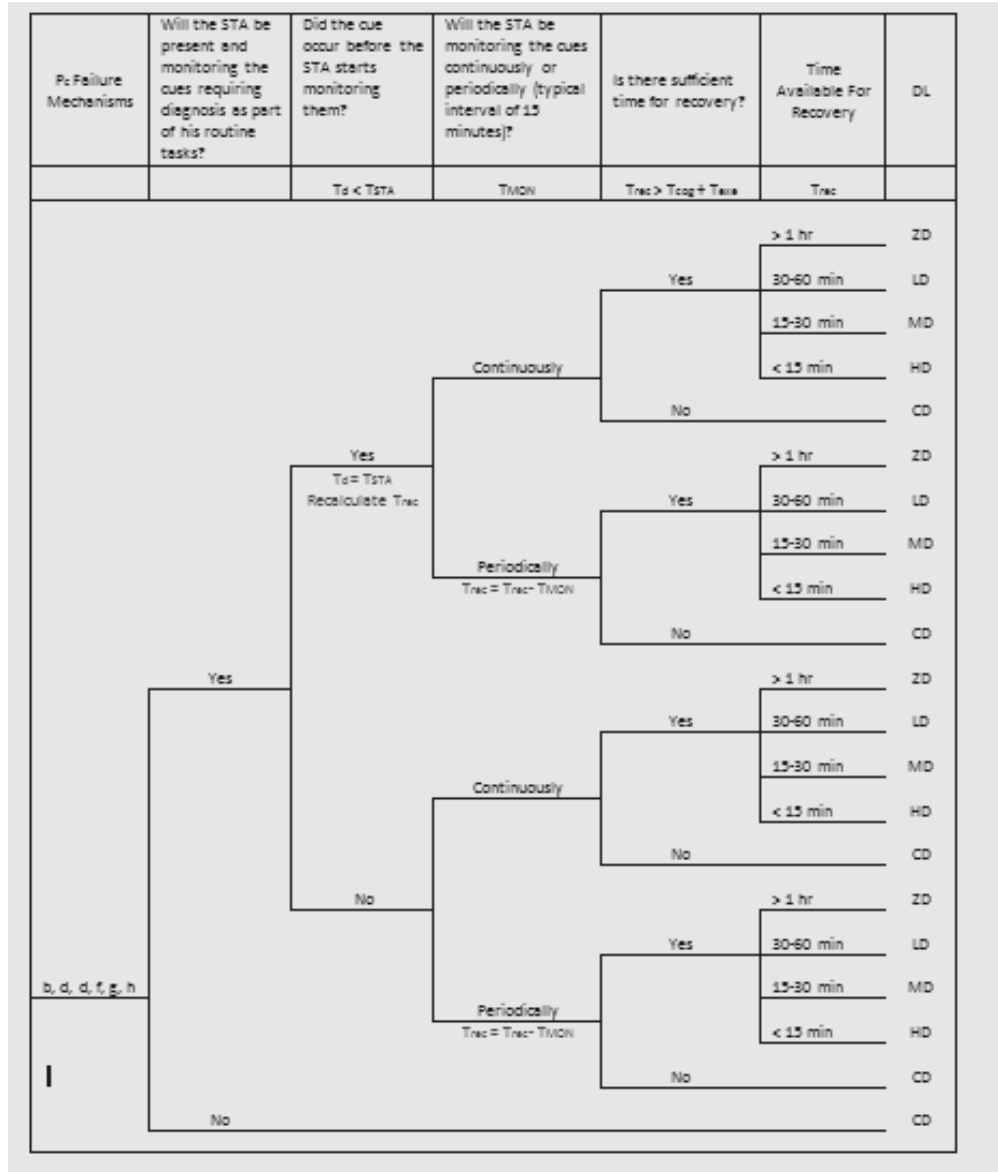 Pc Failure
Mechanisms
Will the STA be
present and
monitoring the
cues requiring
diagnosis as part
of his routine
tasks?
Did the cue
occur before the
STA starts
monitoring
them?
Will the STA be
monitoring the cues
continuously or
periodically (typical
interval of 15
minutes)?
Is there sufficient
time for recovery?
Time
Available For
Recovery
DL
Td < TSTA
TMON
Trec > Tcog + Texe
Trec
> 1 hr ZD
Yes 30-60 min LD
15-30 min MD
Continuously < 15 min HD
No CD
Yes > 1 hr ZD
Td = TSTA
Recalculate Trec
Yes 30-60 min LD
15-30 min MD
Periodically
Trec = Trec - TMON
< 15 min HD
No CD
Yes > 1 hr ZD
Yes 30-60 min LD
15-30 min MD
Continuously
< 15 min HD
No CD
No > 1 hr ZD
Yes 30-60 min LD
b, d, d, f, g, h 15-30 min MD
Periodically
Trec = Trec - TMON
< 15 min HD
No CD
No CD